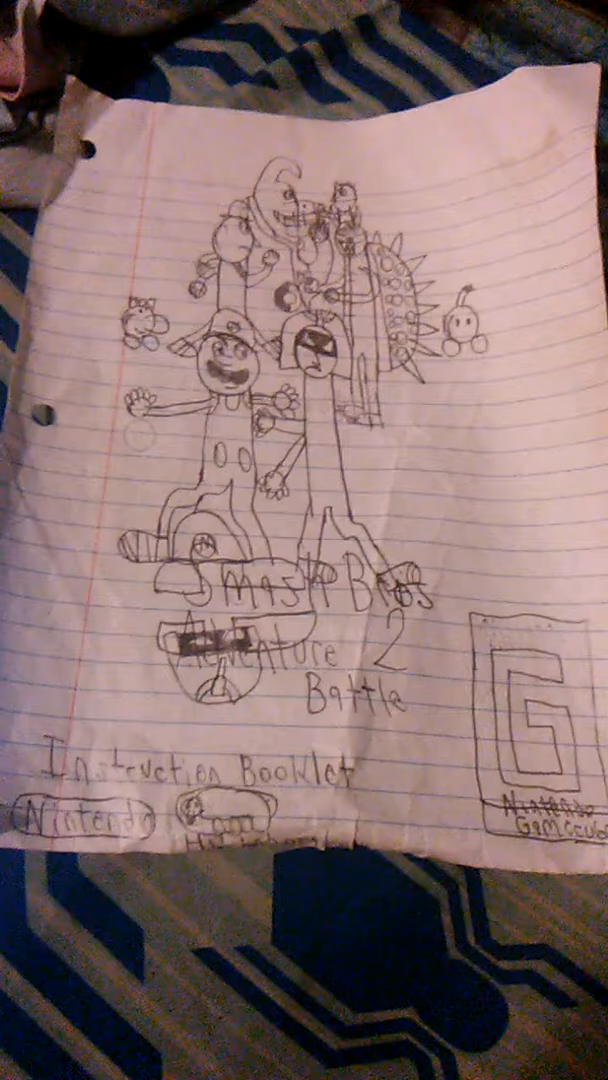 Smash Bros
Adventure 2
Battle
Instruction Booklet
Nintendo
Nintendo
Gamecube